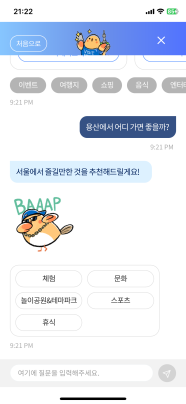 21:22
처음으로
이벤트 여행지 쇼핑 음식
9:21 PM
용산에서 어디 가면 좋을까?
9:21 PM
서울에서 즐길만한 것을 추천해드릴게요!
BAAAP
체험 문화
놀이공원&테마파크 스포츠
휴식
9:21 PM
여기에 질문을 입력해주세요.